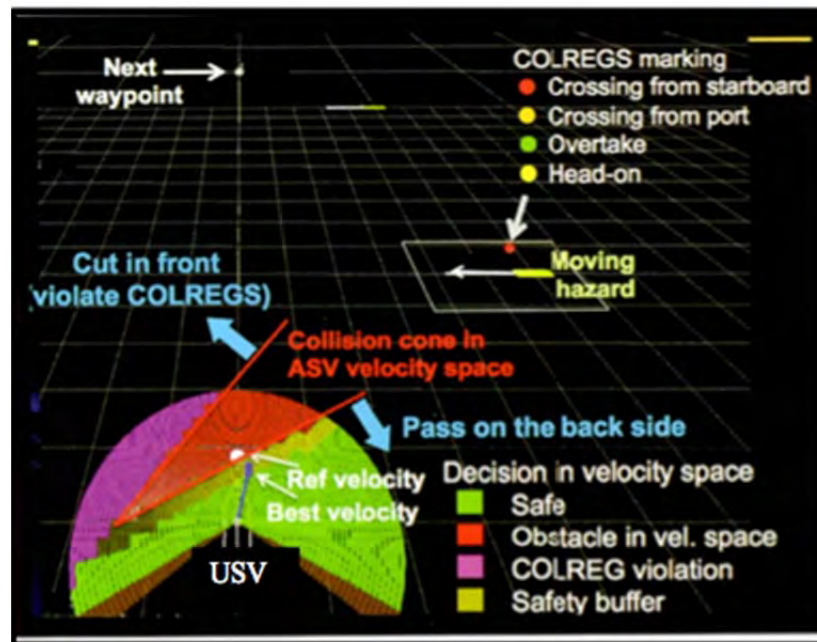 Next
waypoint
COLREGS marking
Crossing from starboard
Crossing from port
Overtake
Head-on
Moving
hazard
Cut in front
(violate COLREGS)
Collision cone in
ASV velocity space
Pass on the back side
Ref velocity
Best velocity
USV
Decision in velocity space
Safe
Obstacle in vel. space
COLREG violation
Safety buffer